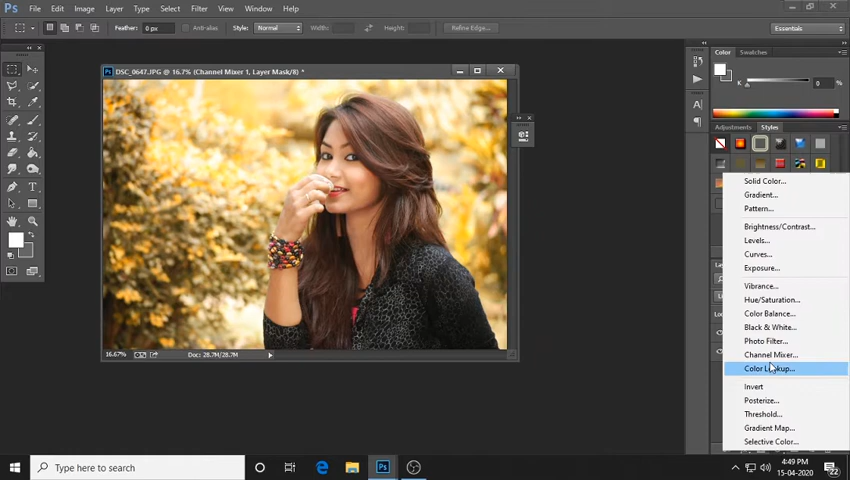 Ps File Edit Image Layer Type Select Filter View Window Help
Feather: 0 px Anti-alias Style: Normal Width: Height: Refine Edge... Essentials
DSC_0647.JPG @ 16.7% (Channel Mixer 1, Layer Mask/8) *
Color Swatches
K 0 %
Adjustments Styles
Solid Color...
Gradient...
Pattern...
Brightness/Contrast...
Levels...
Curves...
Exposure...
Vibrance...
Hue/Saturation...
Color Balance...
Black & White...
Photo Filter...
Channel Mixer...
Color Lookup...
Invert
Posterize...
Threshold...
Gradient Map...
Selective Color...
16.67% Doc: 28.7M/28.7M
Type here to search
4:49 PM
15-04-2020
22